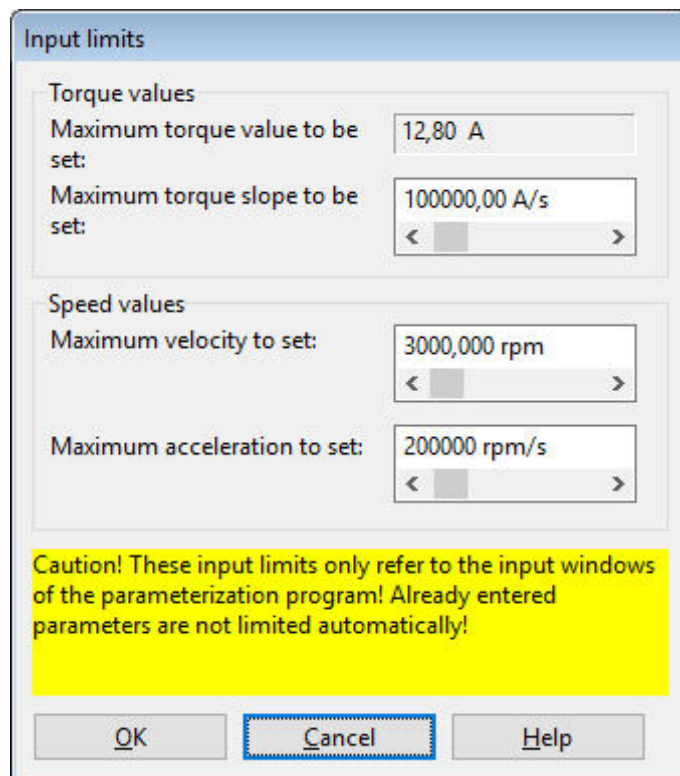 Input limits
Torque values
Maximum torque value to be
set:
12,80 A
Maximum torque slope to be
set:
100000,00 A/s
Speed values
Maximum velocity to set:
3000,000 rpm
Maximum acceleration to set:
200000 rpm/s
Caution! These input limits only refer to the input windows
of the parameterization program! Already entered
parameters are not limited automatically!
OK
Cancel
Help